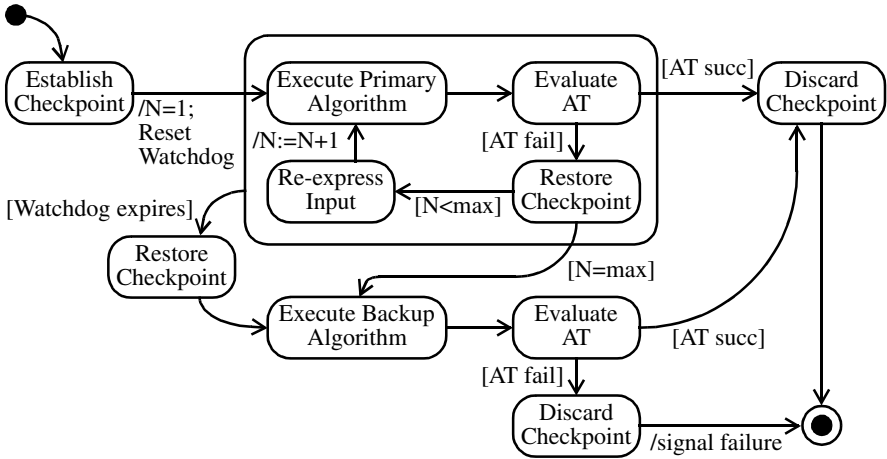 Establish
Checkpoint
/N=1;
Reset
Watchdog
Execute Primary
Algorithm
Evaluate
AT
[AT succ]
Discard
Checkpoint
/N:=N+1
[AT fail]
Re-express
Input
[N<max]
Restore
Checkpoint
[Watchdog expires]
Restore
Checkpoint
[N=max]
Execute Backup
Algorithm
Evaluate
AT
[AT succ]
[AT fail]
Discard
Checkpoint
/signal failure